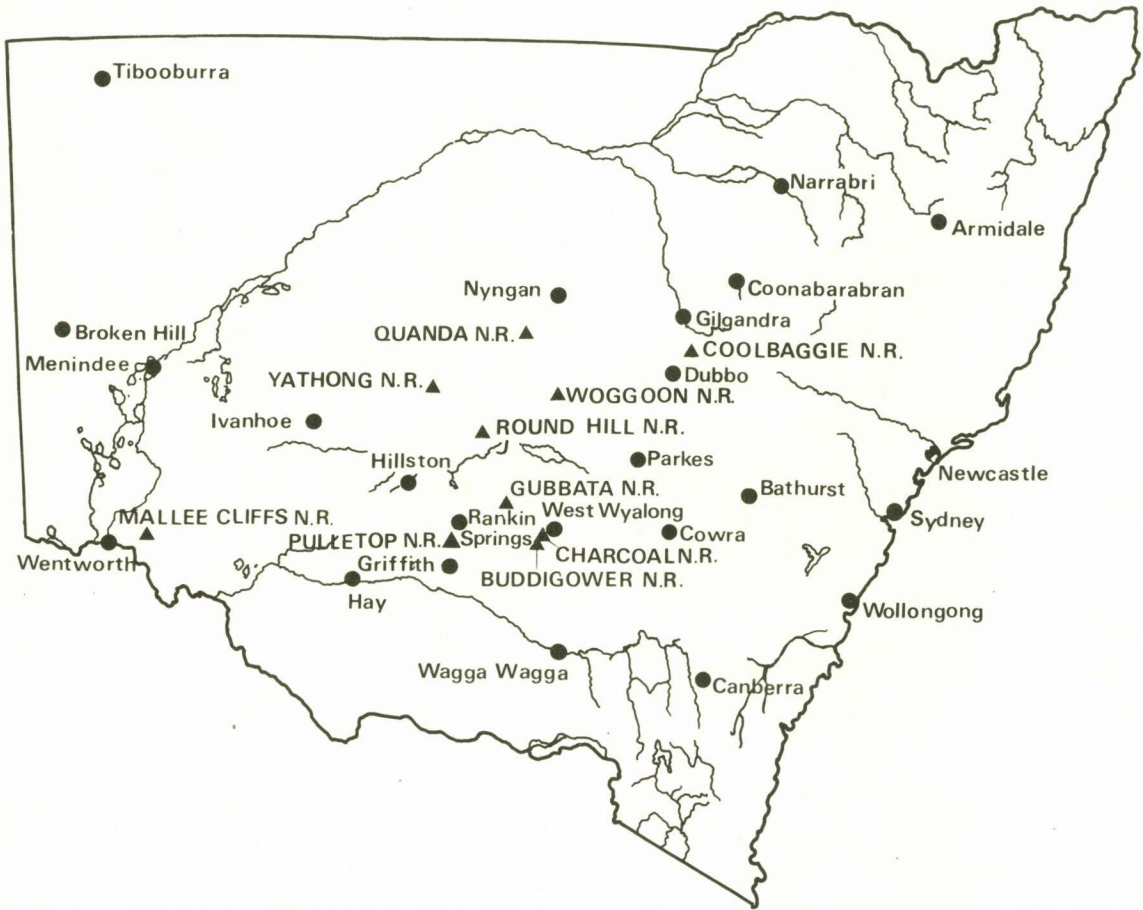 Tibooburra
Narrabri
Armidale
Nyngan
Coonabarabran
Broken Hill
QUANDA N.R.
Gilgandra
Menindee
COOLBAGGIE N.R.
YATHONG N.R.
Dubbo
WOGGOON N.R.
Ivanhoe
ROUND HILL N.R.
Hillston
Parkes
Newcastle
GUBBATA N.R.
Bathurst
MALLEE CLIFFS N.R.
Rankin
Springs
West Wyalong
Sydney
PULLETOP N.R.
Cowra
Wentworth
Griffith
CHARCOAL N.R.
BUDDIGOWER N.R.
Hay
Wollongong
Wagga Wagga
Canberra